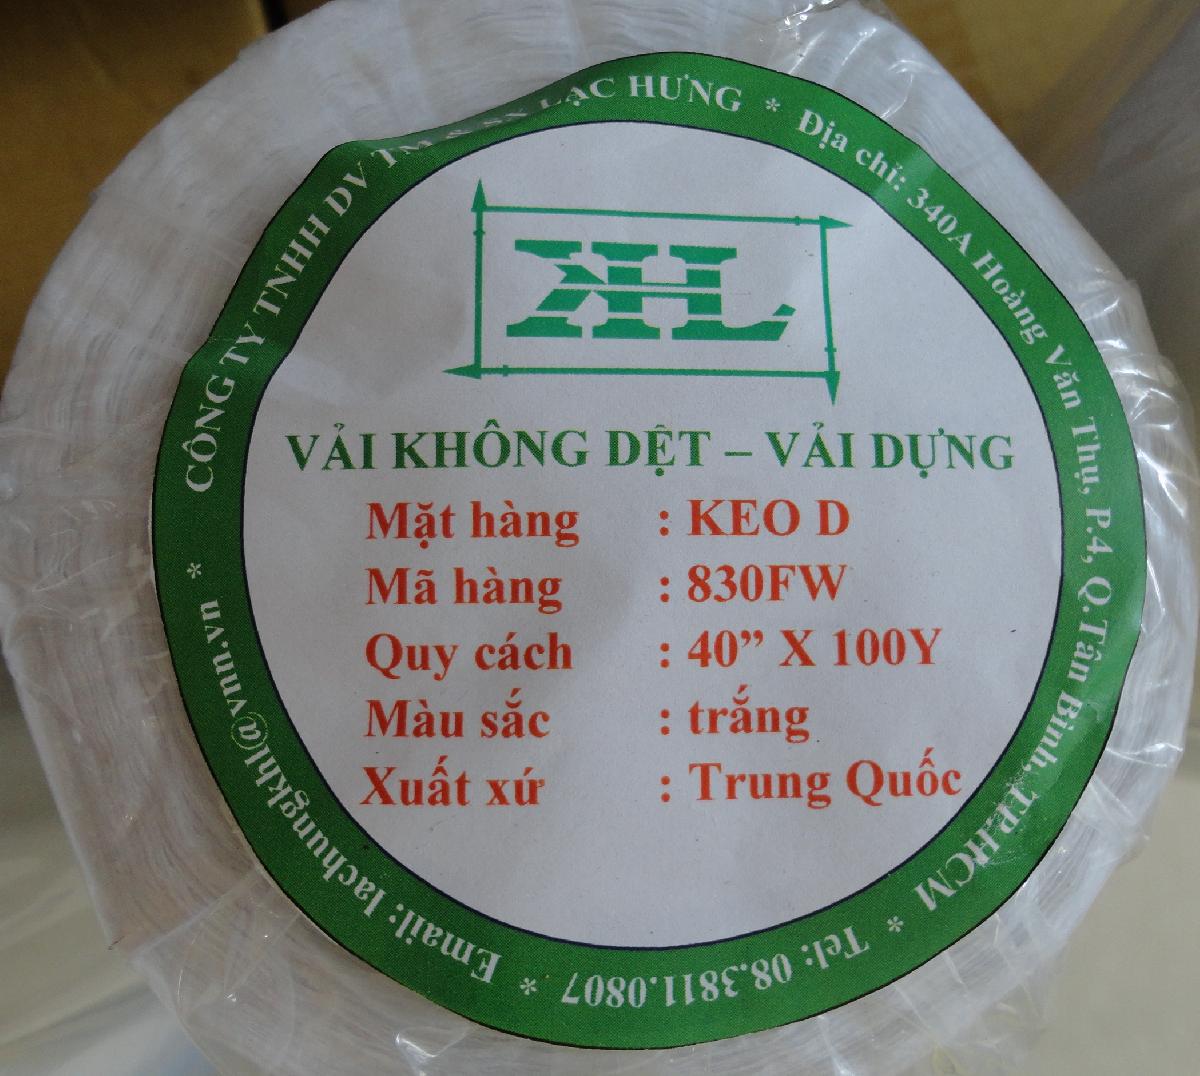 CÔNG TY TNHH DV TM & SX LẠC HƯNG * Địa chỉ: 340A Hoàng Văn Thụ, P.4, Q.Tân Bình, TP.HCM * Tel: 08.3811.0807 * Email: lachungkhl@vnn.vn *
KHL
VẢI KHÔNG DỆT – VẢI DỰNG
Mặt hàng : KEO D
Mã hàng : 830FW
Quy cách : 40” X 100Y
Màu sắc : trắng
Xuất xứ : Trung Quốc